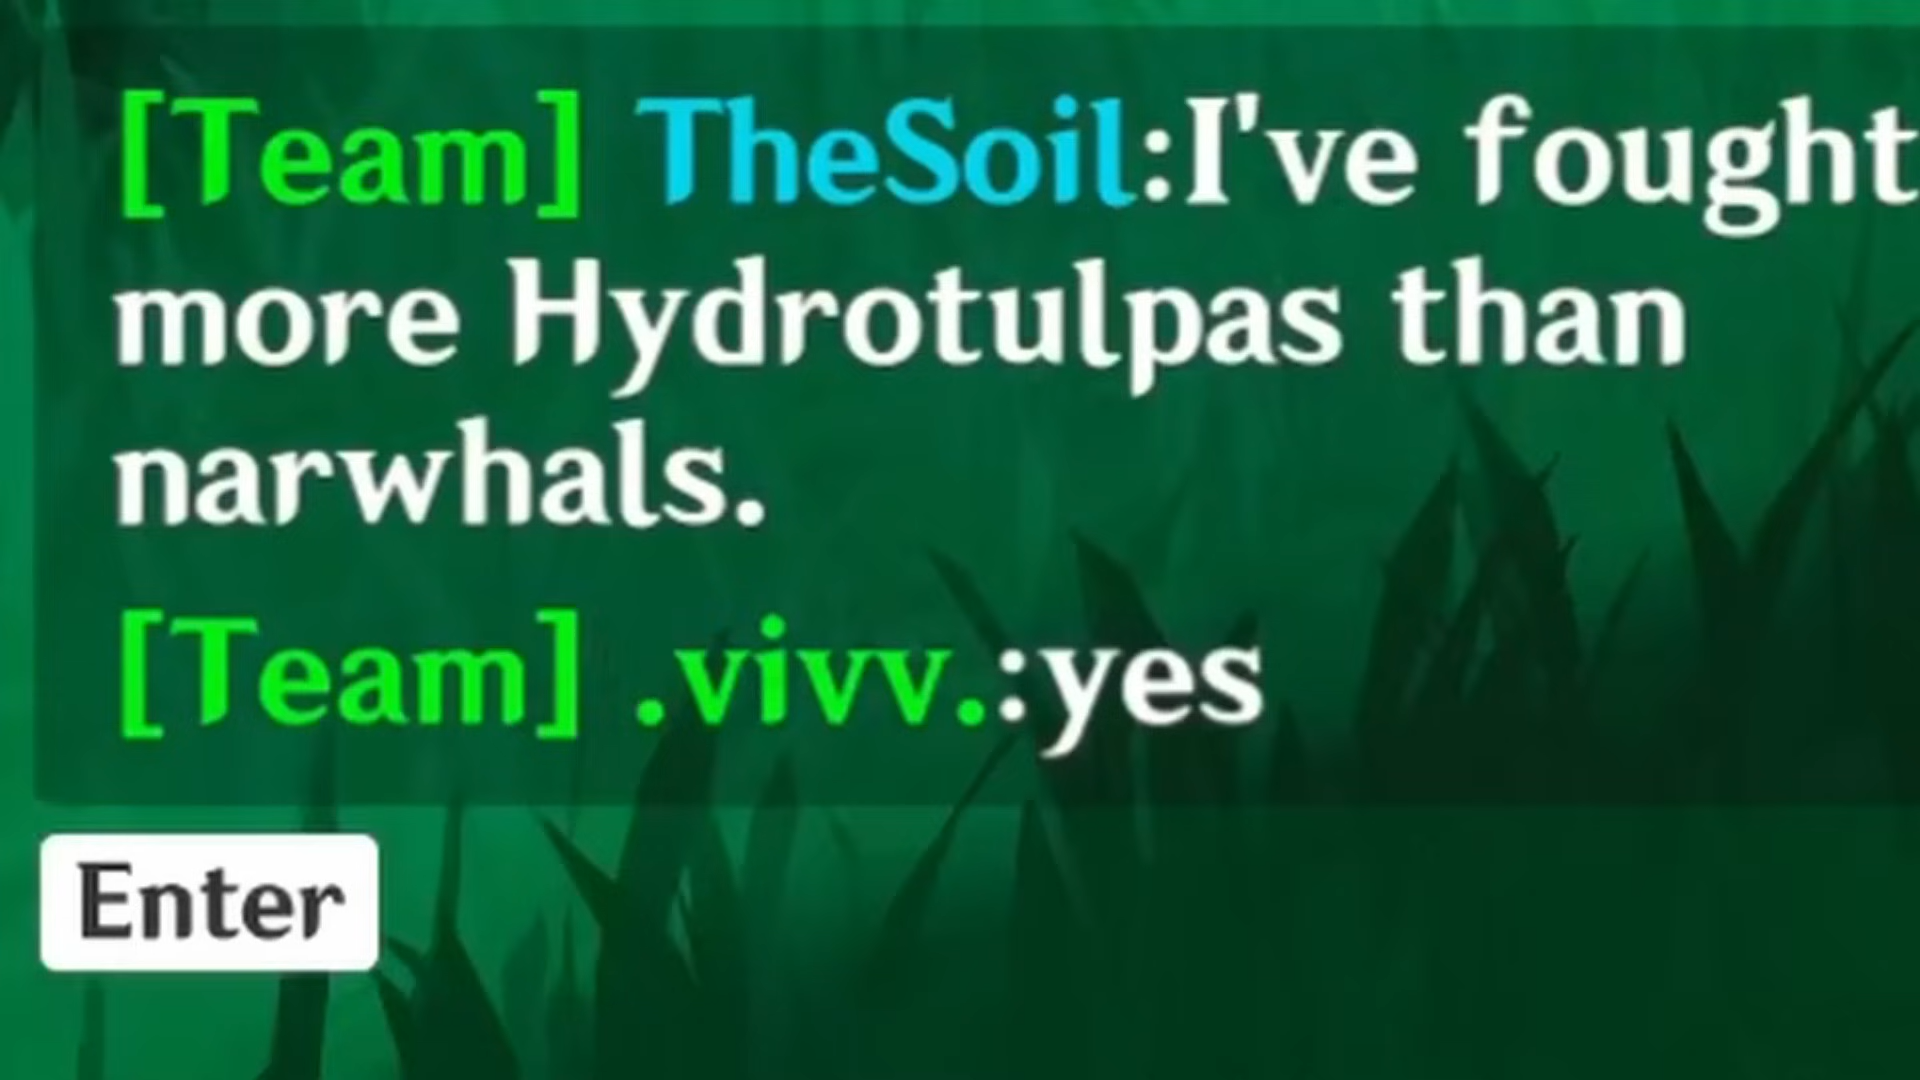 [Team] TheSoil:I've fought
more Hydrotulpas than
narwhals.
[Team] .vivv.:yes
Enter